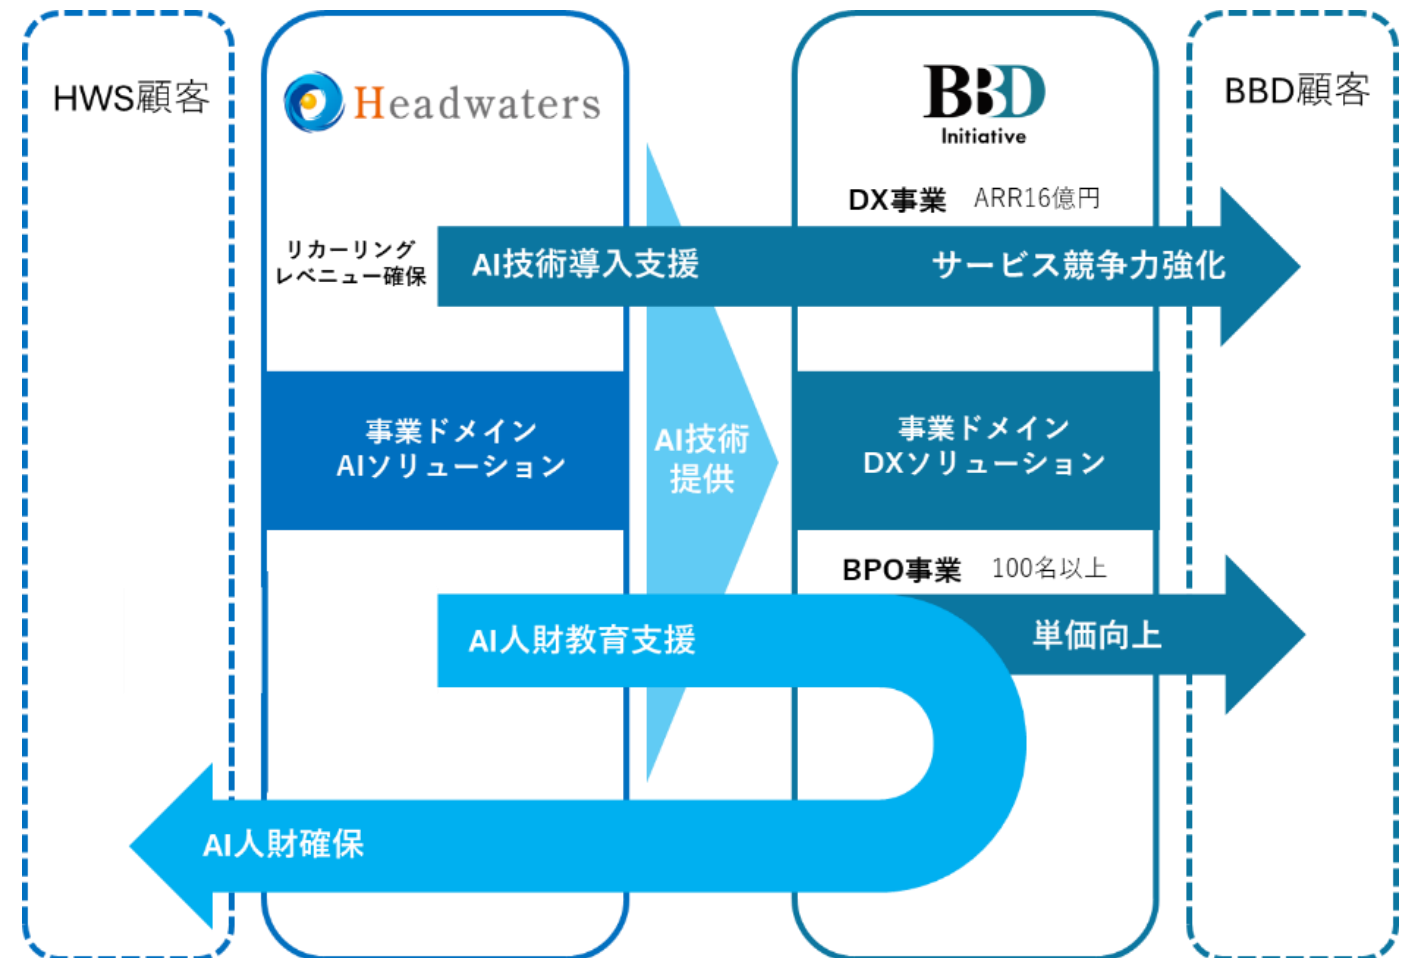 HWS顧客
Headwaters
BBD
Initiative
BBD顧客
DX事業 ARR16億円
リカーリング
レベニュー確保
AI技術導入支援
サービス競争力強化
事業ドメイン
AIソリューション
AI技術
提供
事業ドメイン
DXソリューション
BPO事業 100名以上
AI人財教育支援
単価向上
AI人財確保